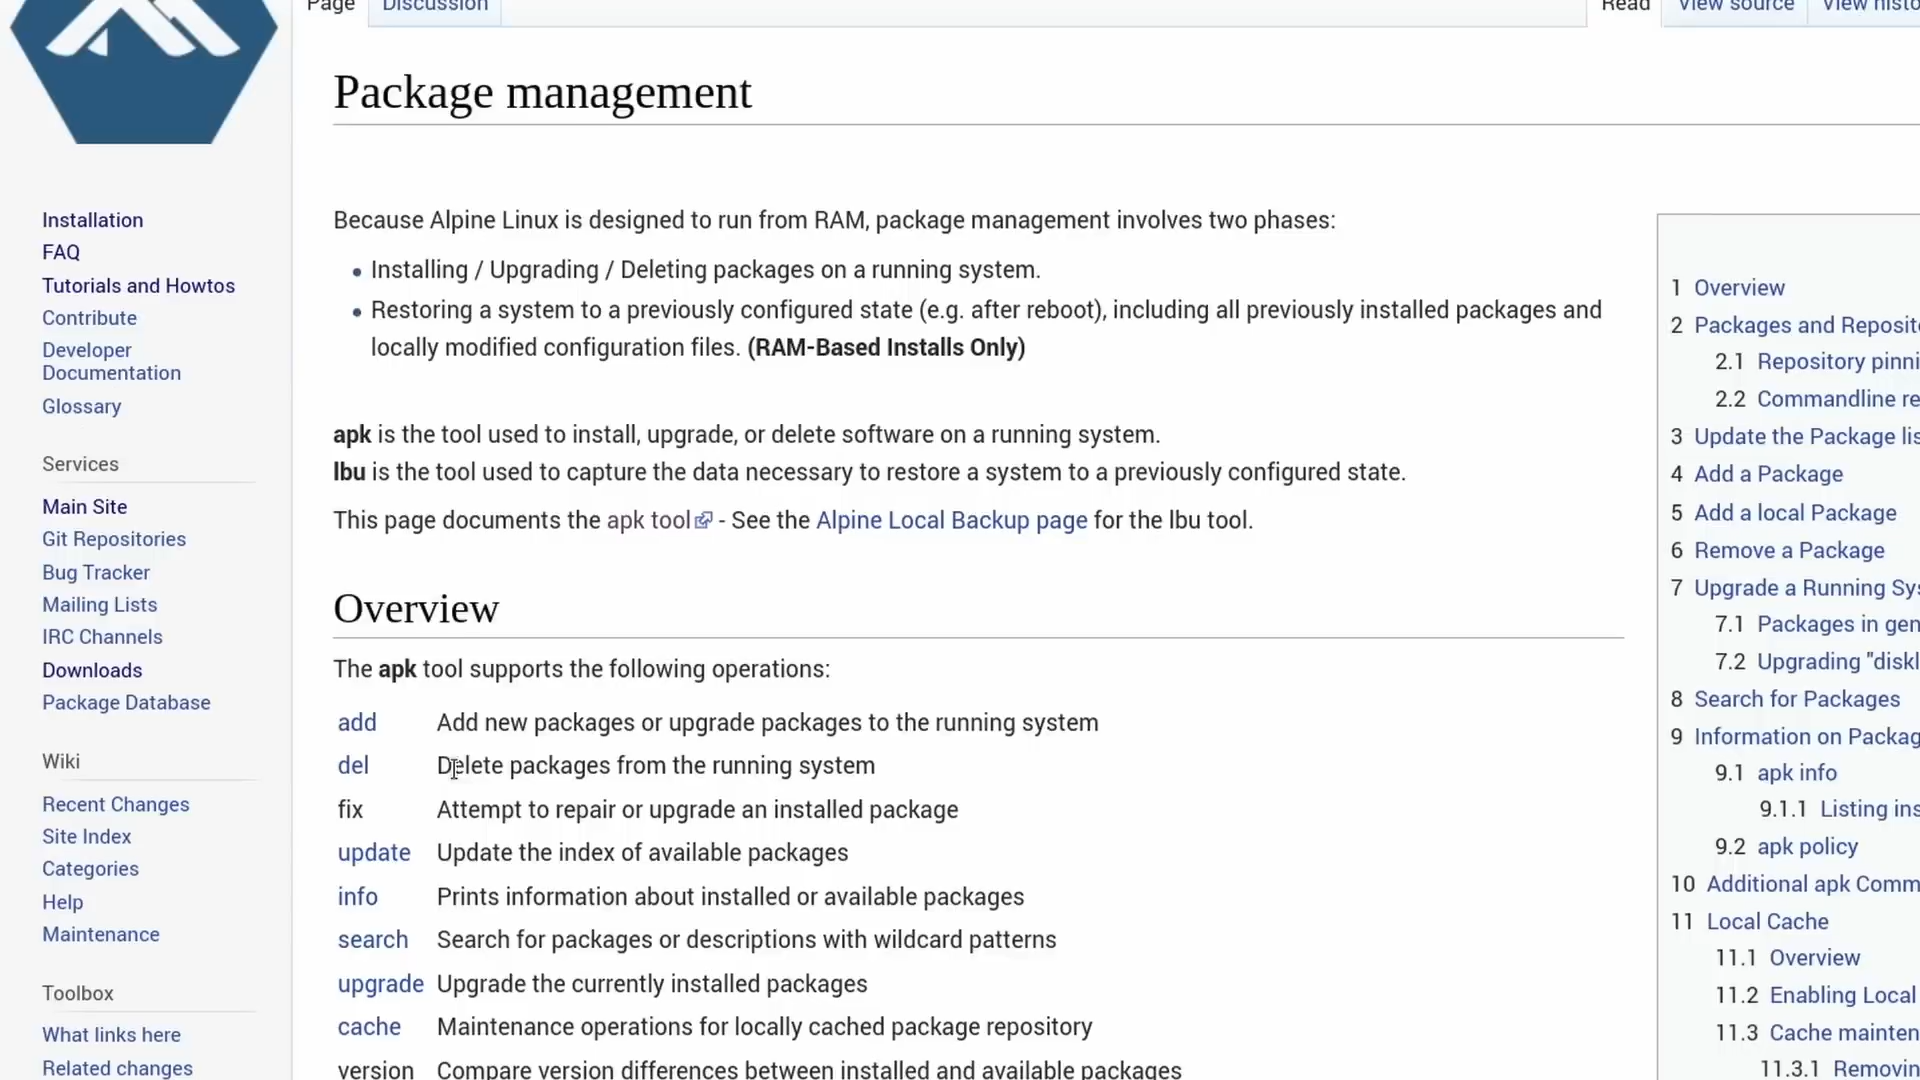 Page
Discussion
Read
View source
View histo
Package management
Installation
FAQ
Tutorials and Howtos
Contribute
Developer
Documentation
Glossary
Services
Main Site
Git Repositories
Bug Tracker
Mailing Lists
IRC Channels
Downloads
Package Database
Wiki
Recent Changes
Site Index
Categories
Help
Maintenance
Toolbox
What links here
Related changes
Because Alpine Linux is designed to run from RAM, package management involves two phases:
Installing / Upgrading / Deleting packages on a running system.
Restoring a system to a previously configured state (e.g. after reboot), including all previously installed packages and
locally modified configuration files. (RAM-Based Installs Only)
apk is the tool used to install, upgrade, or delete software on a running system.
lbu is the tool used to capture the data necessary to restore a system to a previously configured state.
This page documents the apk tool - See the Alpine Local Backup page for the lbu tool.
Overview
The apk tool supports the following operations:
add Add new packages or upgrade packages to the running system
del Delete packages from the running system
fix Attempt to repair or upgrade an installed package
update Update the index of available packages
info Prints information about installed or available packages
search Search for packages or descriptions with wildcard patterns
upgrade Upgrade the currently installed packages
cache Maintenance operations for locally cached package repository
version Compare version differences between installed and available packages
1 Overview
2 Packages and Reposito
2.1 Repository pinni
2.2 Commandline re
3 Update the Package lis
4 Add a Package
5 Add a local Package
6 Remove a Package
7 Upgrade a Running Sys
7.1 Packages in gen
7.2 Upgrading "diskl
8 Search for Packages
9 Information on Packag
9.1 apk info
9.1.1 Listing ins
9.2 apk policy
10 Additional apk Comm
11 Local Cache
11.1 Overview
11.2 Enabling Local
11.3 Cache mainten
11.3.1 Removin